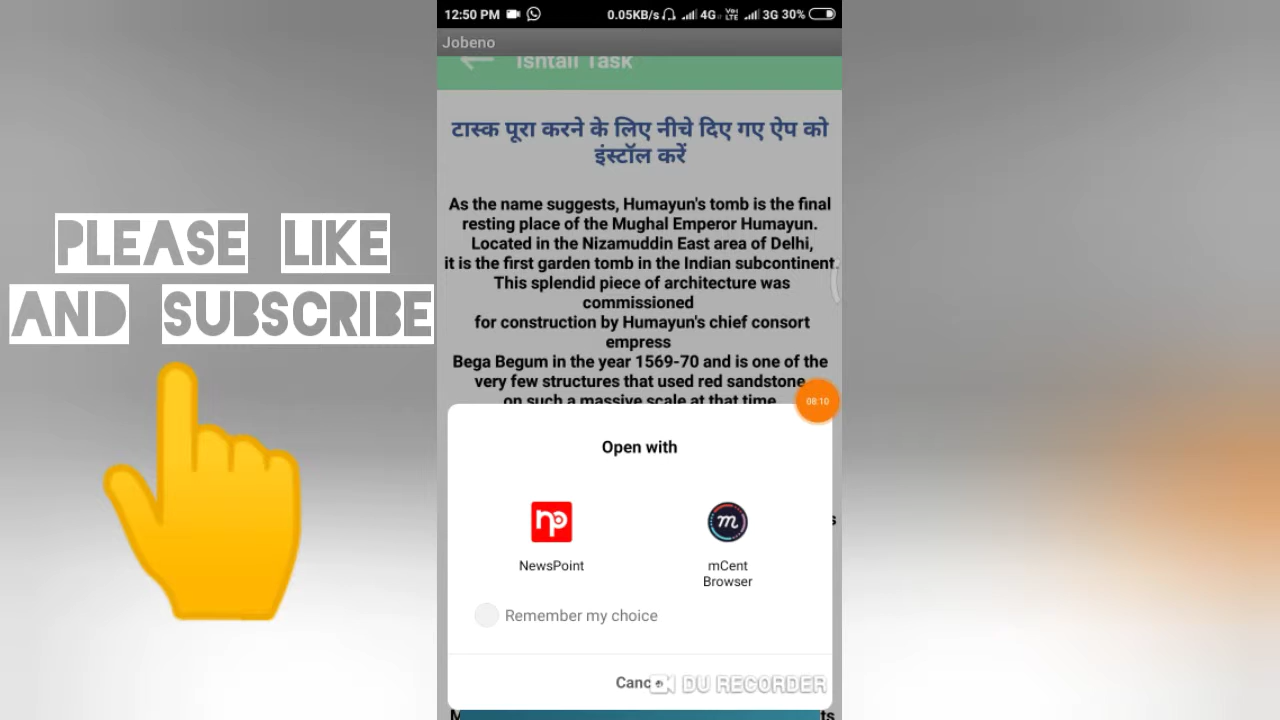 12:50 PM 0.05KB/s 4G VoLTE 3G 30%
Jobeno
Ishtall Task
टास्क पूरा करने के लिए नीचे दिए गए ऐप को
इंस्टॉल करें
As the name suggests, Humayun's tomb is the final
resting place of the Mughal Emperor Humayun.
Located in the Nizamuddin East area of Delhi,
it is the first garden tomb in the Indian subcontinent.
This splendid piece of architecture was
commissioned
for construction by Humayun's chief consort
empress
Bega Begum in the year 1569-70 and is one of the
very few structures that used red sandstone
on such a massive scale at that time
08:10
PLEASE LIKE
AND SUBSCRIBE
Open with
np
m
NewsPoint
mCent
Browser
Remember my choice
Cance
DU RECORDER